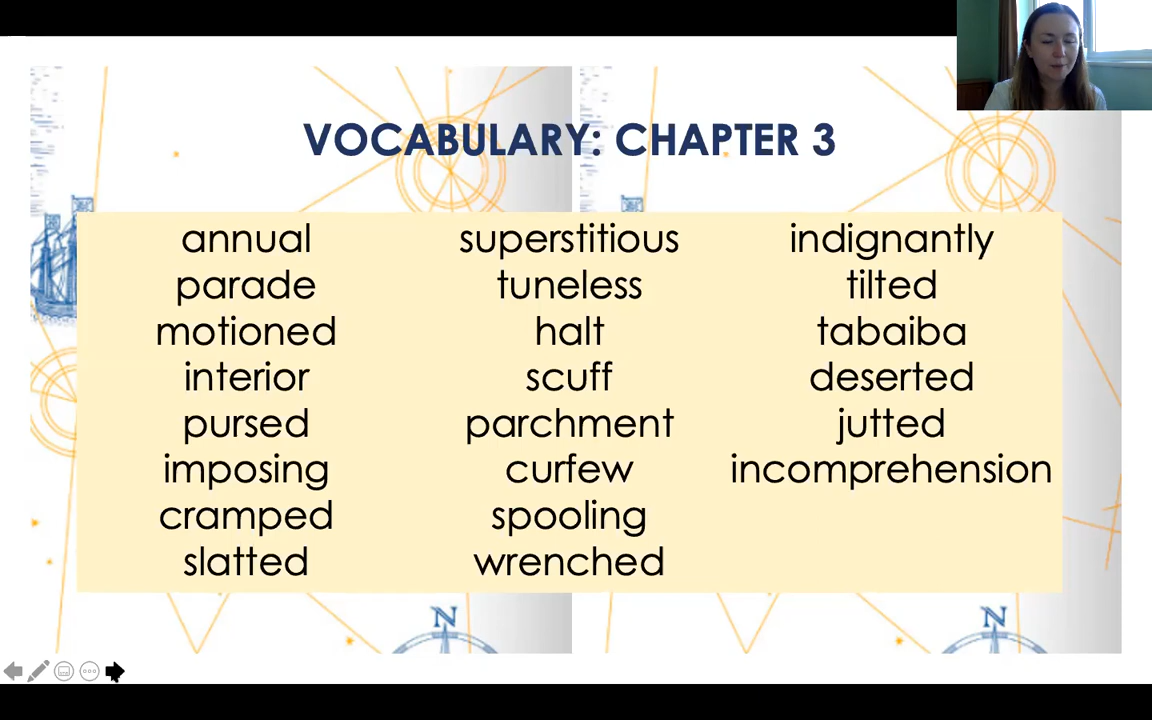 VOCABULARY: CHAPTER 3
annual
parade
motioned
interior
pursed
imposing
cramped
slatted
superstitious
tuneless
halt
scuff
parchment
curfew
spooling
wrenched
indignantly
tilted
tabaiba
deserted
jutted
incomprehension
N
N